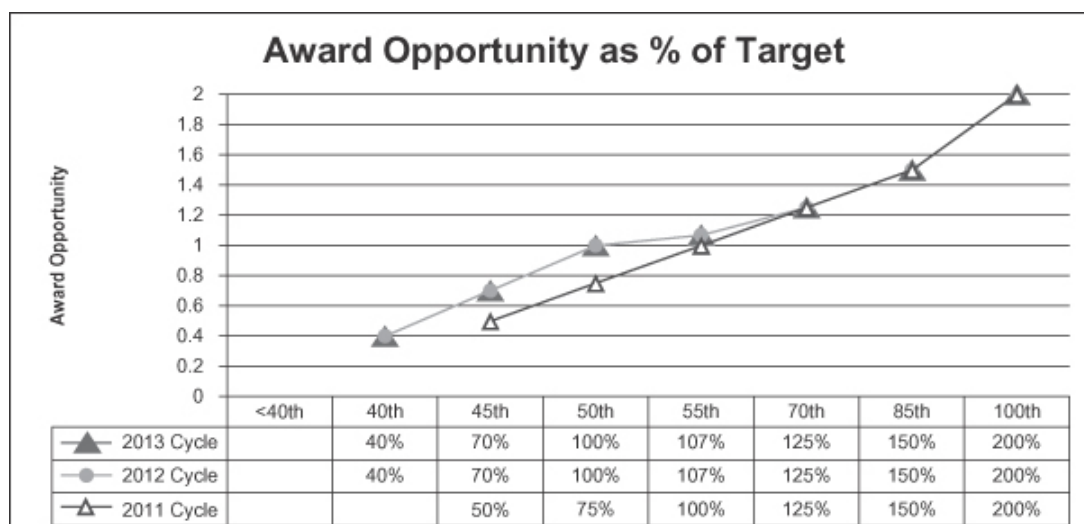 Award Opportunity as % of Target
Award Opportunity
2
1.8
1.6
1.4
1.2
1
0.8
0.6
0.4
0.2
0
<40th 40th 45th 50th 55th 70th 85th 100th
2013 Cycle 40% 70% 100% 107% 125% 150% 200%
2012 Cycle 40% 70% 100% 107% 125% 150% 200%
2011 Cycle 50% 75% 100% 125% 150% 200%